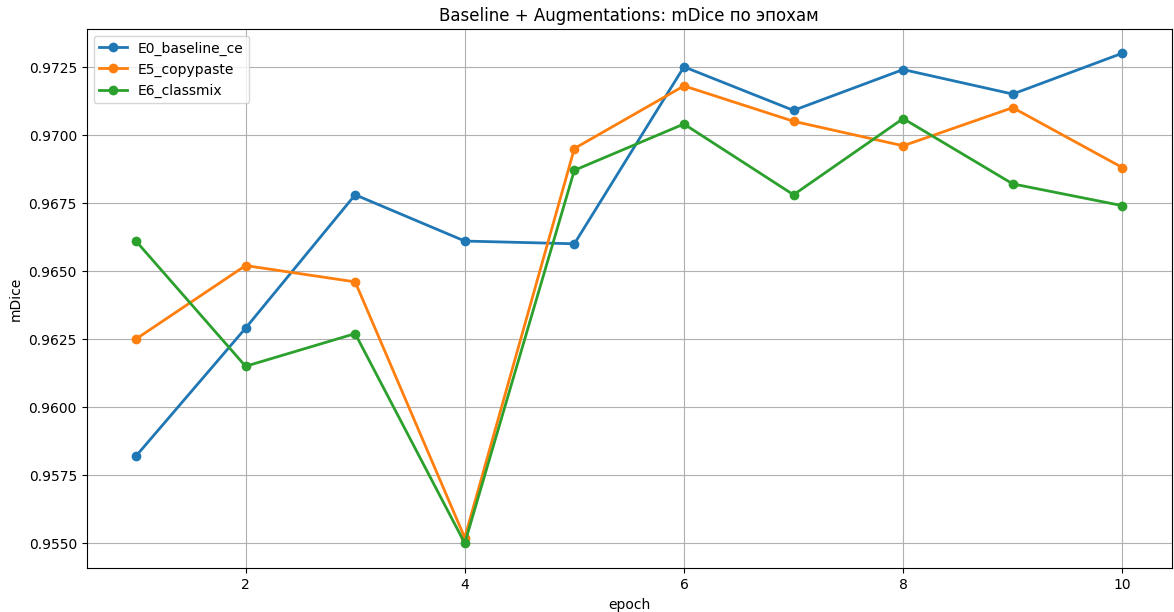 Baseline + Augmentations: mDice по эпохам
E0_baseline_ce
E5_copypaste
E6_classmix
mDice
0.9725
0.9700
0.9675
0.9650
0.9625
0.9600
0.9575
0.9550
2 4 6 8 10
epoch